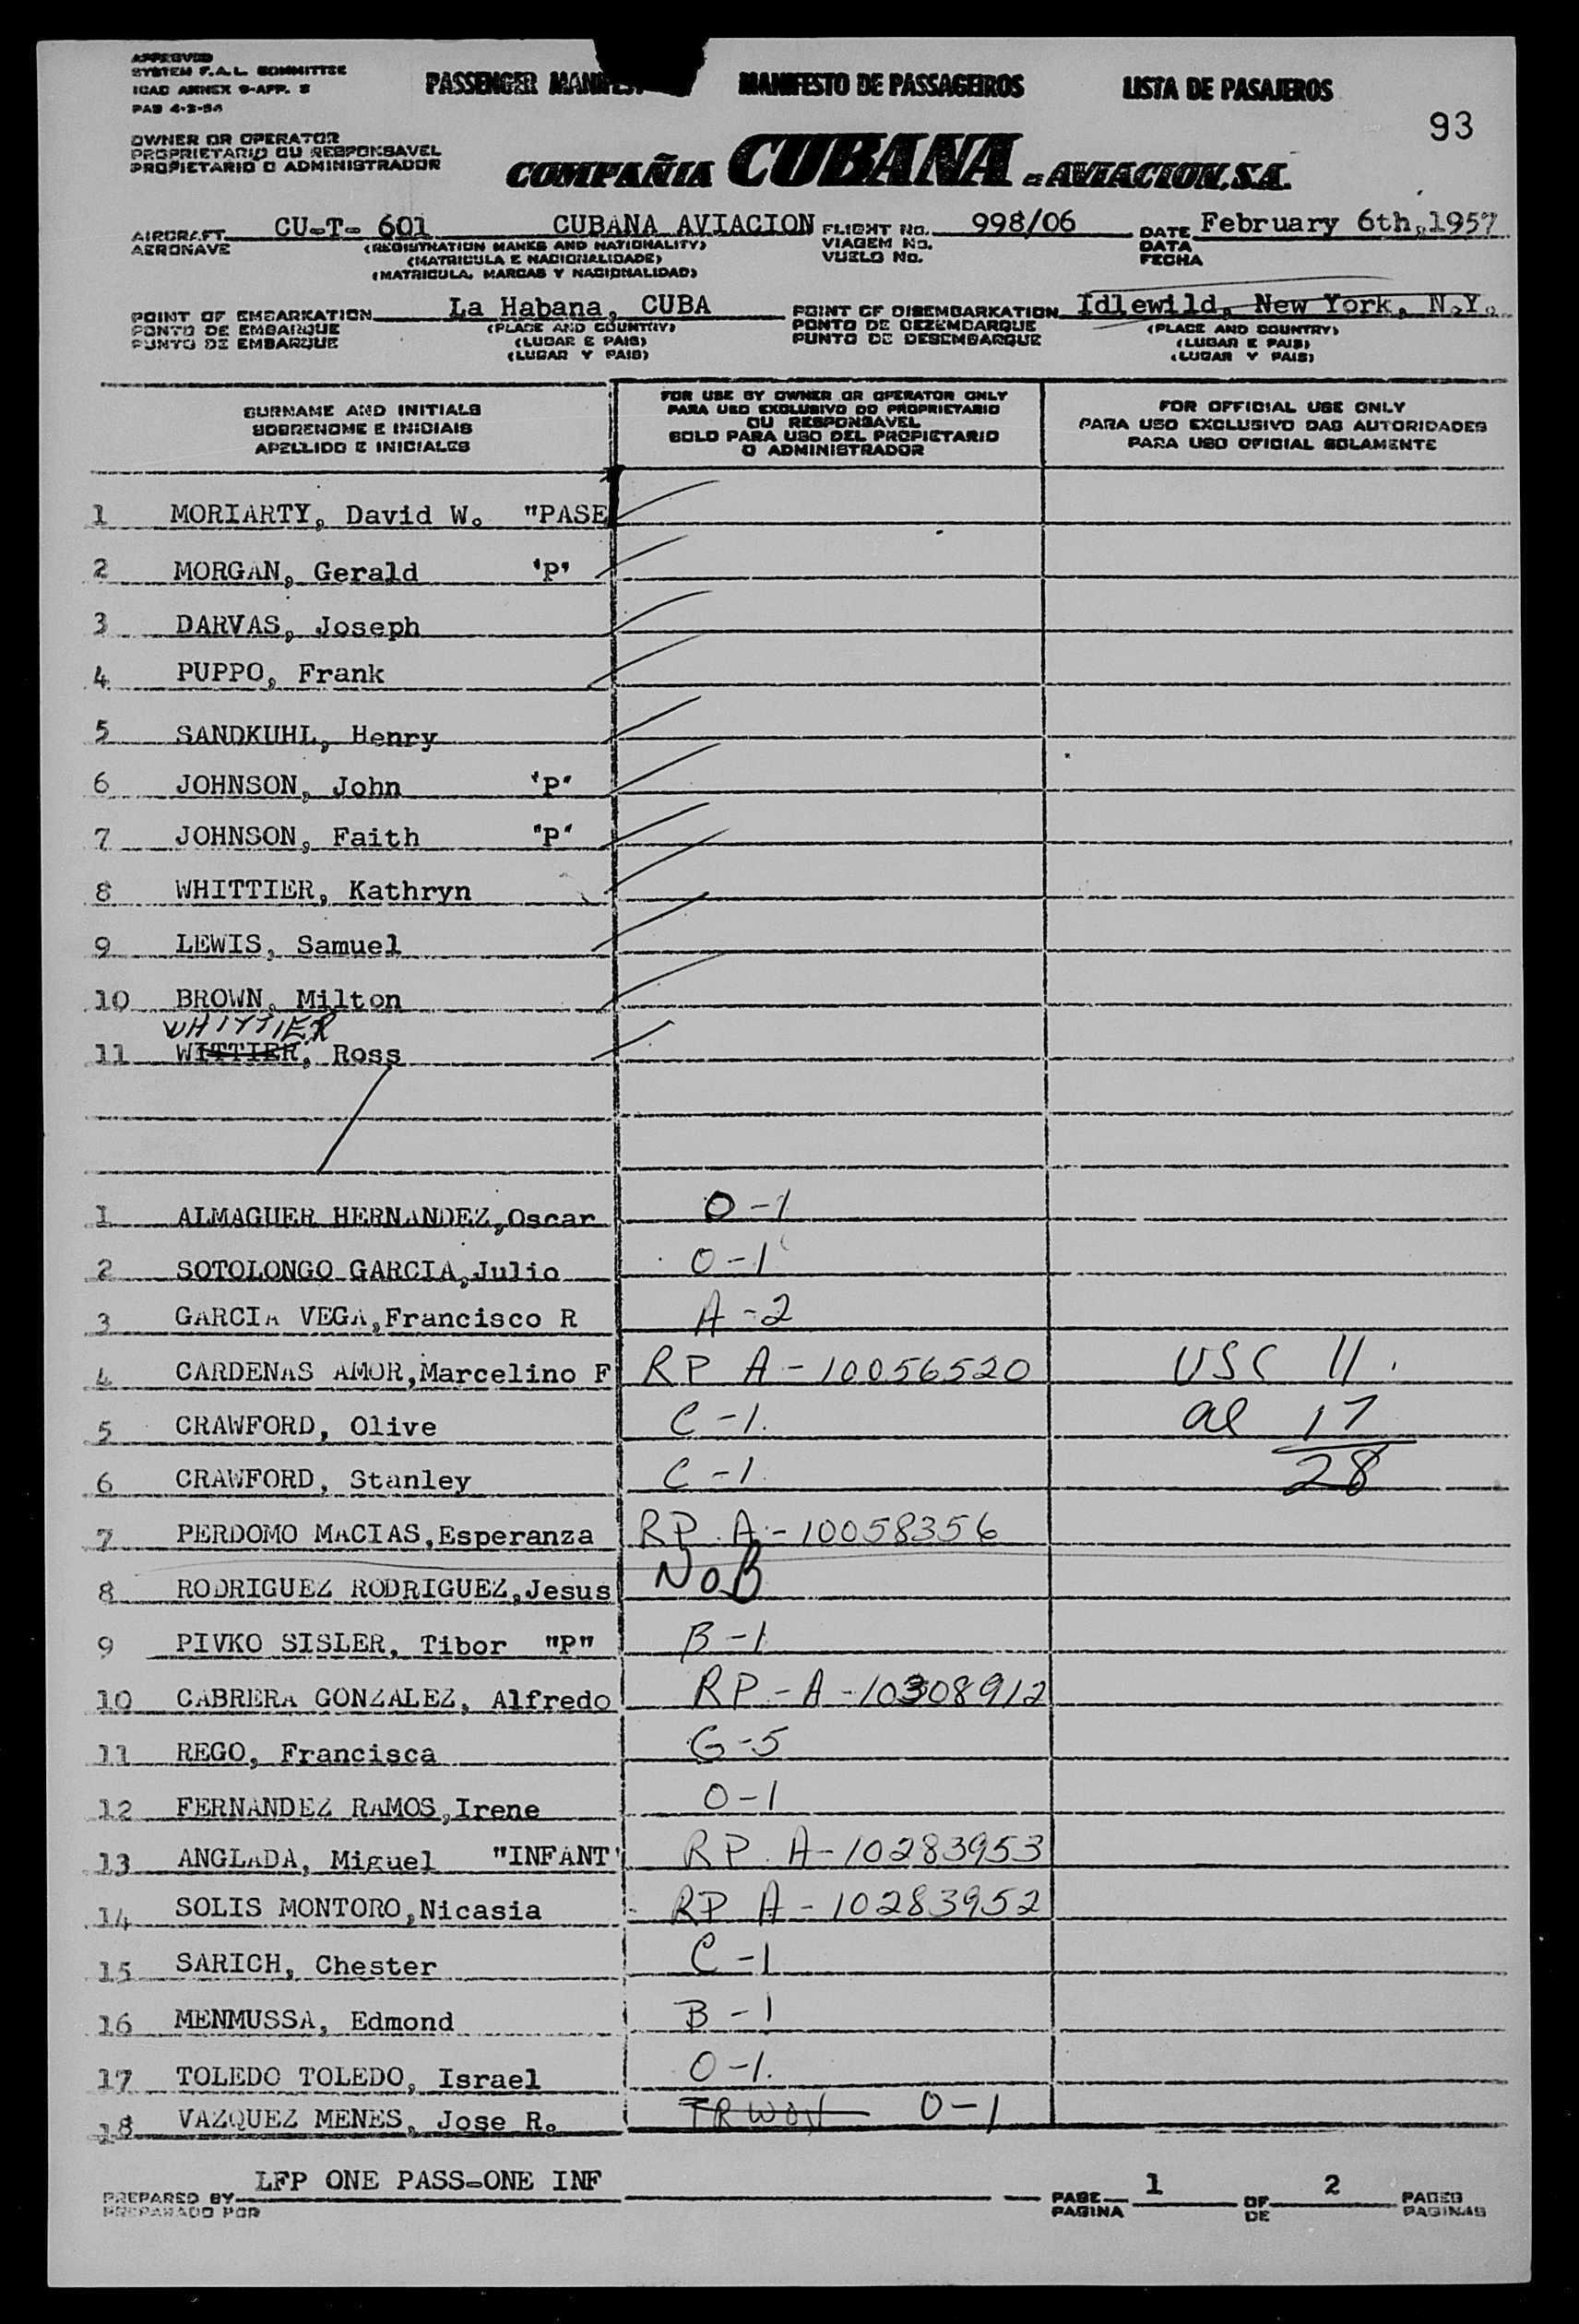 APPROVED
SYSTEM F.A.L. COMMITTEE
ICAO ANNEX 9-APP. 3
PAB 4-2-54
PASSENGER MANIFEST MANIFESTO DE PASSAGEIROS LISTA DE PASAJEROS
93
OWNER OR OPERATOR
PROPRIETARIO OU RESPONSAVEL
PROPIETARIO O ADMINISTRADOR
COMPAÑIA CUBANA DE AVIACION, S.A.
AIRCRAFT CU-T- 601 CUBANA AVIACION FLIGHT No. 998/06 DATE February 6th,1957
AERONAVE (REGISTRATION MARKS AND NATIONALITY) VIAGEM No. DATA
(MATRICULA E NACIONALIDADE) VUELO No. FECHA
(MATRICULA, MARCAS Y NACIONALIDAD)
POINT OF EMBARKATION La Habana, CUBA POINT OF DISEMBARKATION Idlewild, New York, N.Y.
PONTO DE EMBARQUE (PLACE AND COUNTRY) PONTO DE DEZEMBARQUE (PLACE AND COUNTRY)
PUNTO DE EMBARQUE (LUGAR E PAIS) PUNTO DE DESEMBARQUE (LUGAR E PAIS)
(LUGAR Y PAIS) (LUGAR Y PAIS)
SURNAME AND INITIALS
SOBRENOME E INICIAIS
APELLIDO E INICIALES
FOR USE BY OWNER OR OPERATOR ONLY
PARA USO EXCLUSIVO DO PROPRIETARIO
OU RESPONSAVEL
SOLO PARA USO DEL PROPIETARIO
O ADMINISTRADOR
FOR OFFICIAL USE ONLY
PARA USO EXCLUSIVO DAS AUTORIDADES
PARA USO OFICIAL SOLAMENTE
1 MORIARTY, David W. "PASE
2 MORGAN, Gerald 'P'
3 DARVAS, Joseph
4 PUPPO, Frank
5 SANDKUHL, Henry
6 JOHNSON, John 'P'
7 JOHNSON, Faith "P"
8 WHITTIER, Kathryn
9 LEWIS, Samuel
10 BROWN, Milton
WHITTIER
11 WITTIER, Ross
1 ALMAGUER HERNANDEZ,Oscar O-1
2 SOTOLONGO GARCIA,Julio O-1
3 GARCIA VEGA,Francisco R A-2
4 CARDENAS AMOR,Marcelino F RP A-10056520 USC 11
5 CRAWFORD, Olive C-1. al 17
6 CRAWFORD, Stanley C-1. 28
7 PERDOMO MACIAS,Esperanza RP A-10058356
8 RODRIGUEZ RODRIGUEZ,Jesus NOB
9 PIVKO SISLER, Tibor "P" B-1
10 CABRERA GONZALEZ, Alfredo RP-A-10308912
11 REGO, Francisca G-5
12 FERNANDEZ RAMOS,Irene O-1
13 ANGLADA, Miguel "INFANT' RP A-10283953
14 SOLIS MONTORO,Nicasia RP A-10283952
15 SARICH, Chester C-1
16 MENMUSSA, Edmond B-1
17 TOLEDO TOLEDO, Israel O-1.
18 VAZQUEZ MENES, Jose R. O-1
PREPARED BY LFP ONE PASS-ONE INF PAGE 1 OF 2 PAGES
PREPARADO POR PAGINA DE PAGINAS